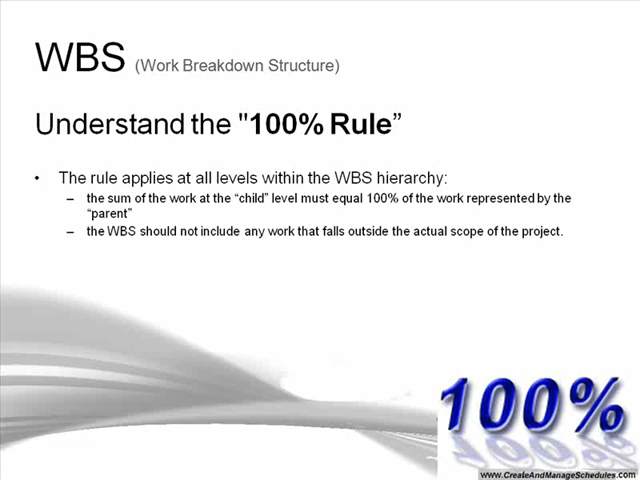 WBS (Work Breakdown Structure)
Understand the "100% Rule”
• The rule applies at all levels within the WBS hierarchy:
– the sum of the work at the “child” level must equal 100% of the work represented by the
“parent”
– the WBS should not include any work that falls outside the actual scope of the project.
100%
www.CreateAndManageSchedules.com